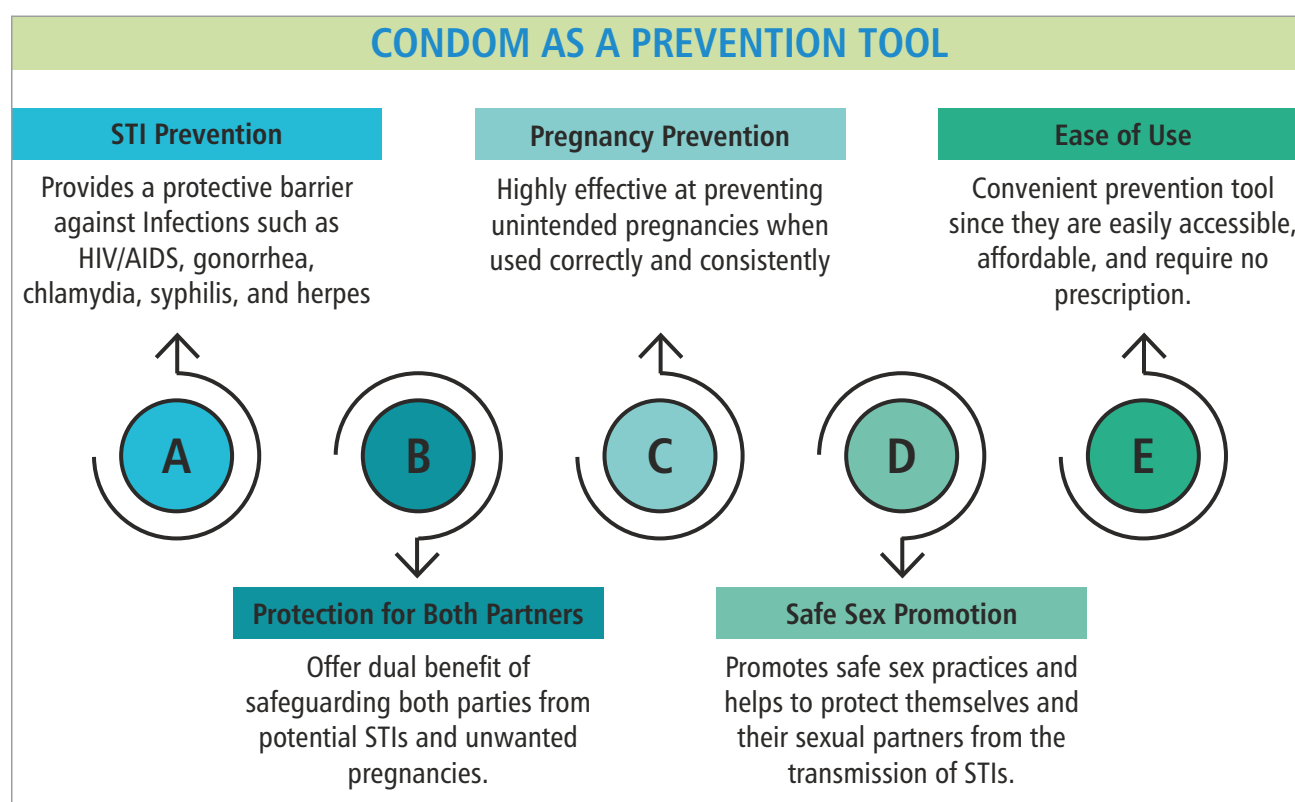 CONDOM AS A PREVENTION TOOL
STI Prevention
Provides a protective barrier
against Infections such as
HIV/AIDS, gonorrhea,
chlamydia, syphilis, and herpes
Pregnancy Prevention
Highly effective at preventing
unintended pregnancies when
used correctly and consistently
Ease of Use
Convenient prevention tool
since they are easily accessible,
affordable, and require no
prescription.
A
B
C
D
E
Protection for Both Partners
Offer dual benefit of
safeguarding both parties from
potential STIs and unwanted
pregnancies.
Safe Sex Promotion
Promotes safe sex practices and
helps to protect themselves and
their sexual partners from the
transmission of STIs.